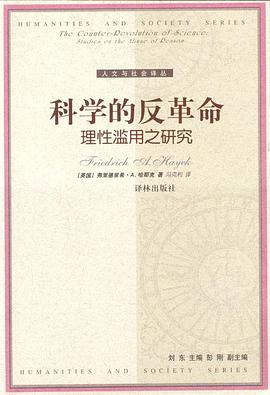 HUMANITIES AND SOCIETY SERIES
The Counter-Revolution of Science:
Studies on the Abuse of Reason
人文与社会译丛
科学的反革命
理性滥用之研究
Friedrich A. Hayek
[英国] 弗里德里希·A.哈耶克 著 冯克利 译
译林出版社
刘东 主编 彭刚 副主编
HUMANITIES AND SOCIETY SERIES